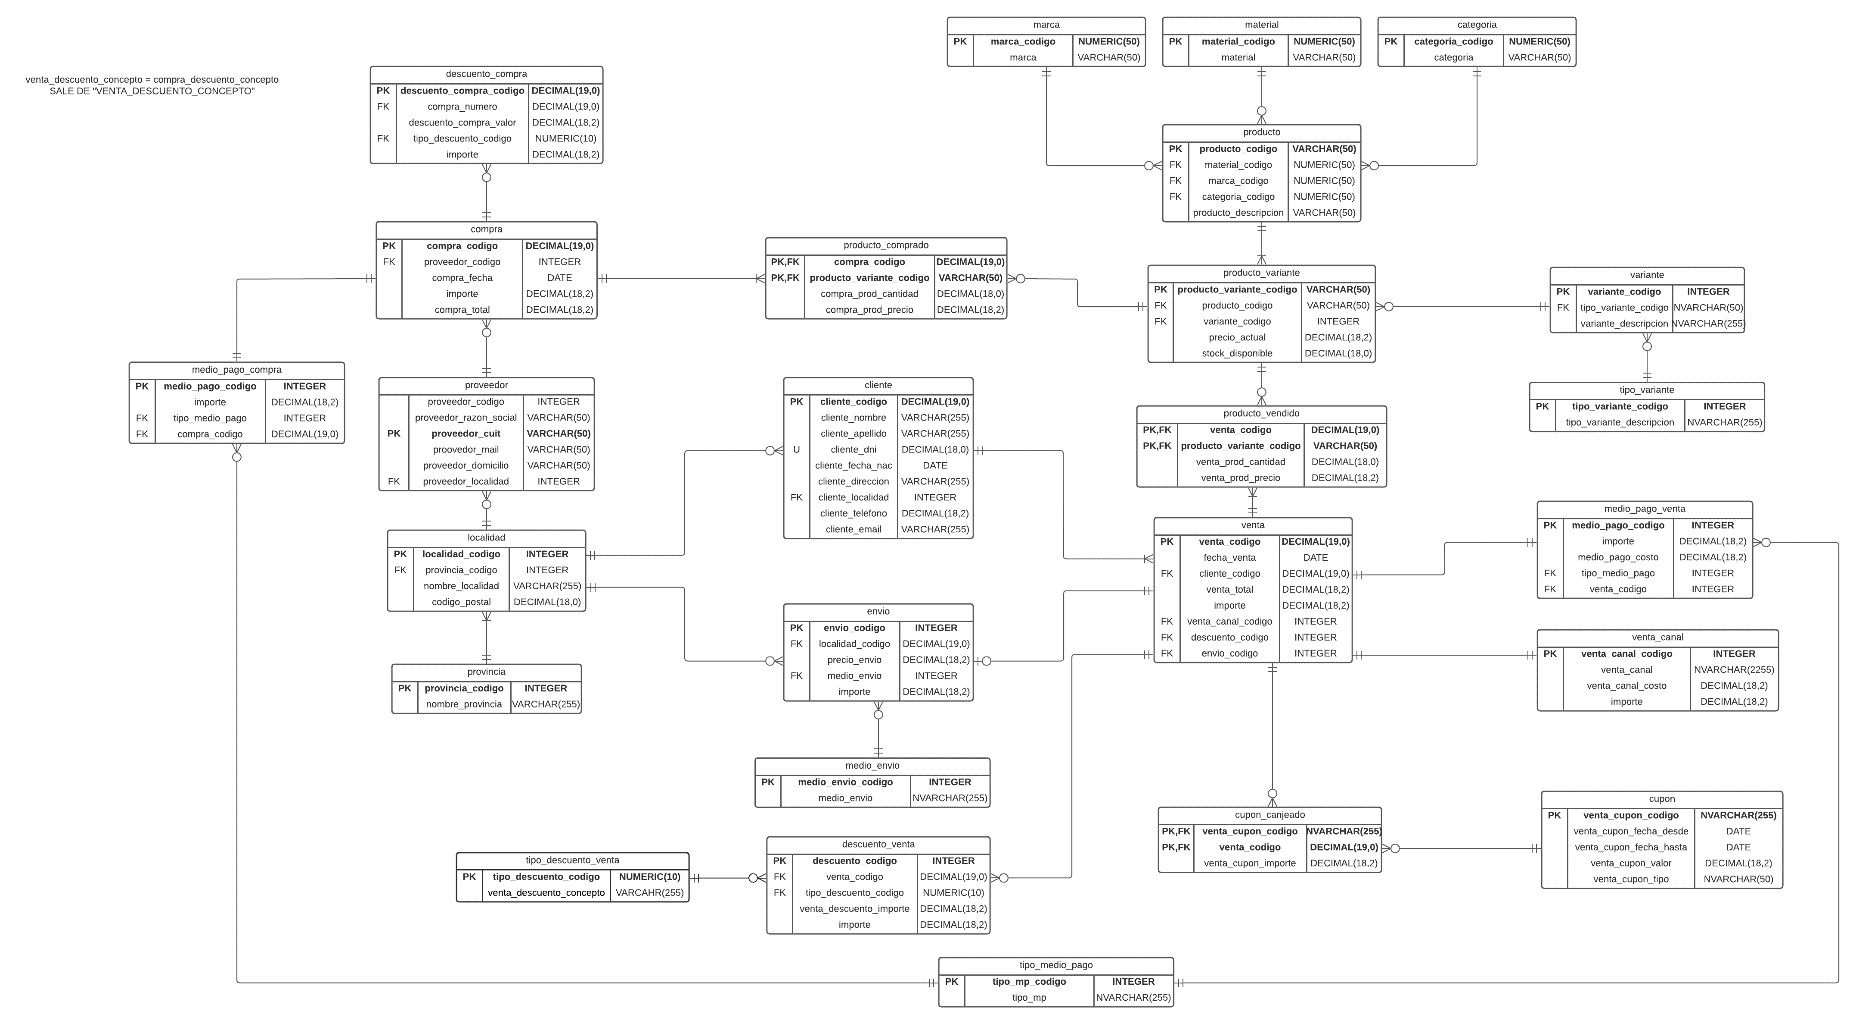 venta_descuento_concepto = compra_descuento_concepto
SALE DE "VENTA_DESCUENTO_CONCEPTO"
descuento_compra
PK descuento_compra_codigo DECIMAL(19,0)
FK compra_numero DECIMAL(19,0)
descuento_compra_valor DECIMAL(18,2)
FK tipo_descuento_codigo NUMERIC(10)
importe DECIMAL(18,2)
marca
PK marca_codigo NUMERIC(50)
marca VARCHAR(50)
material
PK material_codigo NUMERIC(50)
material VARCHAR(50)
categoria
PK categoria_codigo NUMERIC(50)
categoria VARCHAR(50)
producto
PK producto_codigo VARCHAR(50)
FK material_codigo NUMERIC(50)
FK marca_codigo NUMERIC(50)
FK categoria_codigo NUMERIC(50)
producto_descripcion VARCHAR(50)
compra
PK compra_codigo DECIMAL(19,0)
FK proveedor_codigo INTEGER
compra_fecha DATE
importe DECIMAL(18,2)
compra_total DECIMAL(18,2)
producto_comprado
PK,FK compra_codigo DECIMAL(19,0)
PK,FK producto_variante_codigo VARCHAR(50)
compra_prod_cantidad DECIMAL(18,0)
compra_prod_precio DECIMAL(18,2)
producto_variante
PK producto_variante_codigo VARCHAR(50)
FK producto_codigo VARCHAR(50)
FK variante_codigo INTEGER
precio_actual DECIMAL(18,2)
stock_disponible DECIMAL(18,0)
variante
PK variante_codigo INTEGER
FK tipo_variante_codigo NVARCHAR(50)
variante_descripcion NVARCHAR(255)
medio_pago_compra
PK medio_pago_codigo INTEGER
importe DECIMAL(18,2)
FK tipo_medio_pago INTEGER
FK compra_codigo DECIMAL(19,0)
proveedor
proveedor_codigo INTEGER
proveedor_razon_social VARCHAR(50)
PK proveedor_cuit VARCHAR(50)
proovedor_mail VARCHAR(50)
proveedor_domicilio VARCHAR(50)
FK proveedor_localidad INTEGER
cliente
PK cliente_codigo DECIMAL(19,0)
cliente_nombre VARCHAR(255)
cliente_apellido VARCHAR(255)
U cliente_dni DECIMAL(18,0)
cliente_fecha_nac DATE
cliente_direccion VARCHAR(255)
FK cliente_localidad INTEGER
cliente_telefono DECIMAL(18,2)
cliente_email VARCHAR(255)
tipo_variante
PK tipo_variante_codigo INTEGER
tipo_variante_descripcion NVARCHAR(255)
producto_vendido
PK,FK venta_codigo DECIMAL(19,0)
PK,FK producto_variante_codigo VARCHAR(50)
venta_prod_cantidad DECIMAL(18,0)
venta_prod_precio DECIMAL(18,2)
localidad
PK localidad_codigo INTEGER
FK provincia_codigo INTEGER
nombre_localidad VARCHAR(255)
codigo_postal DECIMAL(18,0)
venta
PK venta_codigo DECIMAL(19,0)
fecha_venta DATE
FK cliente_codigo DECIMAL(19,0)
venta_total DECIMAL(18,2)
importe DECIMAL(18,2)
FK venta_canal_codigo INTEGER
FK descuento_codigo INTEGER
FK envio_codigo INTEGER
medio_pago_venta
PK medio_pago_codigo INTEGER
importe DECIMAL(18,2)
medio_pago_costo DECIMAL(18,2)
FK tipo_medio_pago INTEGER
FK venta_codigo INTEGER
envio
PK envio_codigo INTEGER
FK localidad_codigo DECIMAL(19,0)
precio_envio DECIMAL(18,2)
FK medio_envio INTEGER
importe DECIMAL(18,2)
venta_canal
PK venta_canal_codigo INTEGER
venta_canal NVARCHAR(2255)
venta_canal_costo DECIMAL(18,2)
importe DECIMAL(18,2)
provincia
PK provincia_codigo INTEGER
nombre_provincia VARCHAR(255)
medio_envio
PK medio_envio_codigo INTEGER
medio_envio NVARCHAR(255)
cupon_canjeado
PK,FK venta_cupon_codigo NVARCHAR(255)
PK,FK venta_codigo DECIMAL(19,0)
venta_cupon_importe DECIMAL(18,2)
cupon
PK venta_cupon_codigo NVARCHAR(255)
venta_cupon_fecha_desde DATE
venta_cupon_fecha_hasta DATE
venta_cupon_valor DECIMAL(18,2)
venta_cupon_tipo NVARCHAR(50)
tipo_descuento_venta
PK tipo_descuento_codigo NUMERIC(10)
venta_descuento_concepto VARCAHR(255)
descuento_venta
PK descuento_codigo INTEGER
FK venta_codigo DECIMAL(19,0)
FK tipo_descuento_codigo NUMERIC(10)
venta_descuento_importe DECIMAL(18,2)
importe DECIMAL(18,2)
tipo_medio_pago
PK tipo_mp_codigo INTEGER
tipo_mp NVARCHAR(255)